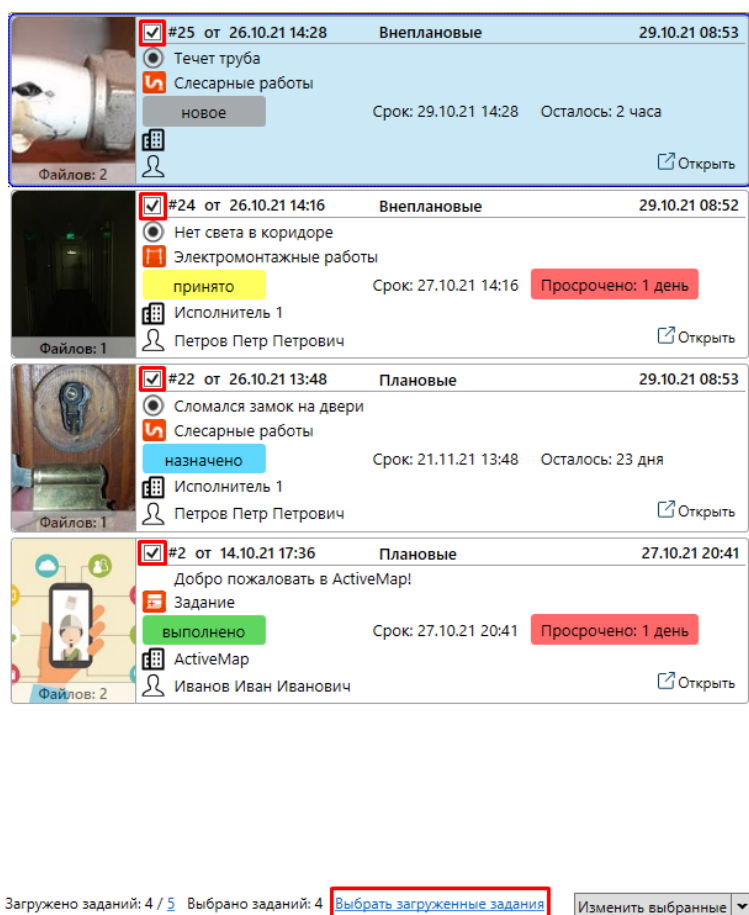 #25 от 26.10.21 14:28 Внеплановые 29.10.21 08:53
Течет труба
Слесарные работы
новое Срок: 29.10.21 14:28 Осталось: 2 часа
Файлов: 2 Открыть
#24 от 26.10.21 14:16 Внеплановые 29.10.21 08:52
Нет света в коридоре
Электромонтажные работы
принято Срок: 27.10.21 14:16 Просрочено: 1 день
Исполнитель 1
Файлов: 1 Петров Петр Петрович Открыть
#22 от 26.10.21 13:48 Плановые 29.10.21 08:53
Сломался замок на двери
Слесарные работы
назначено Срок: 21.11.21 13:48 Осталось: 23 дня
Исполнитель 1
Файлов: 1 Петров Петр Петрович Открыть
#2 от 14.10.21 17:36 Плановые 27.10.21 20:41
Добро пожаловать в ActiveMap!
Задание
выполнено Срок: 27.10.21 20:41 Просрочено: 1 день
ActiveMap
Файлов: 2 Иванов Иван Иванович Открыть
Загружено заданий: 4 / 5 Выбрано заданий: 4 Выбрать загруженные задания Изменить выбранные